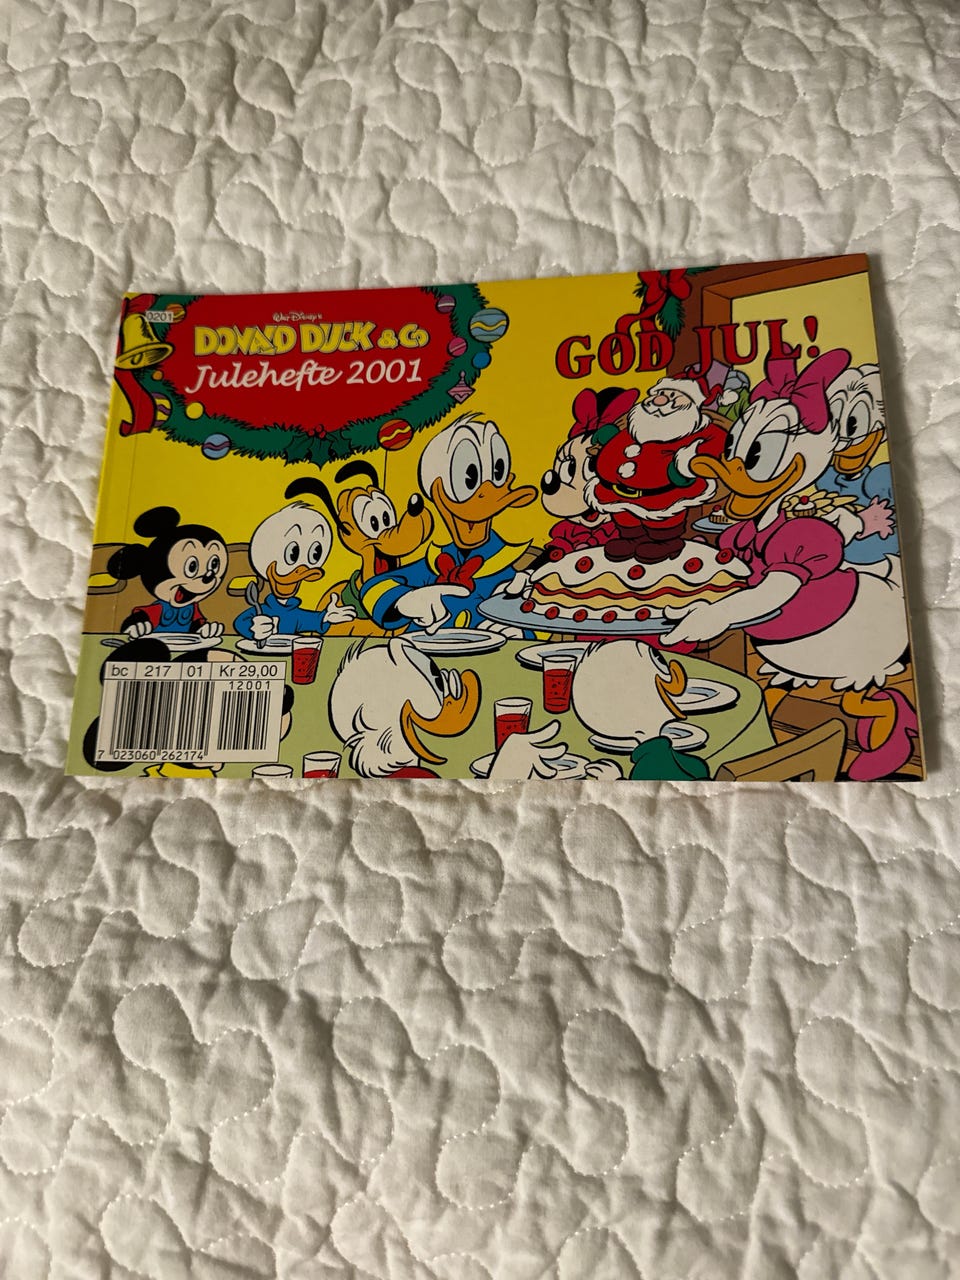 0201
Walt Disney's
DONALD DUCK & Co
Julehefte 2001
GOD JUL!
bc 217 01 Kr 29,00
12001
7 023060 262174